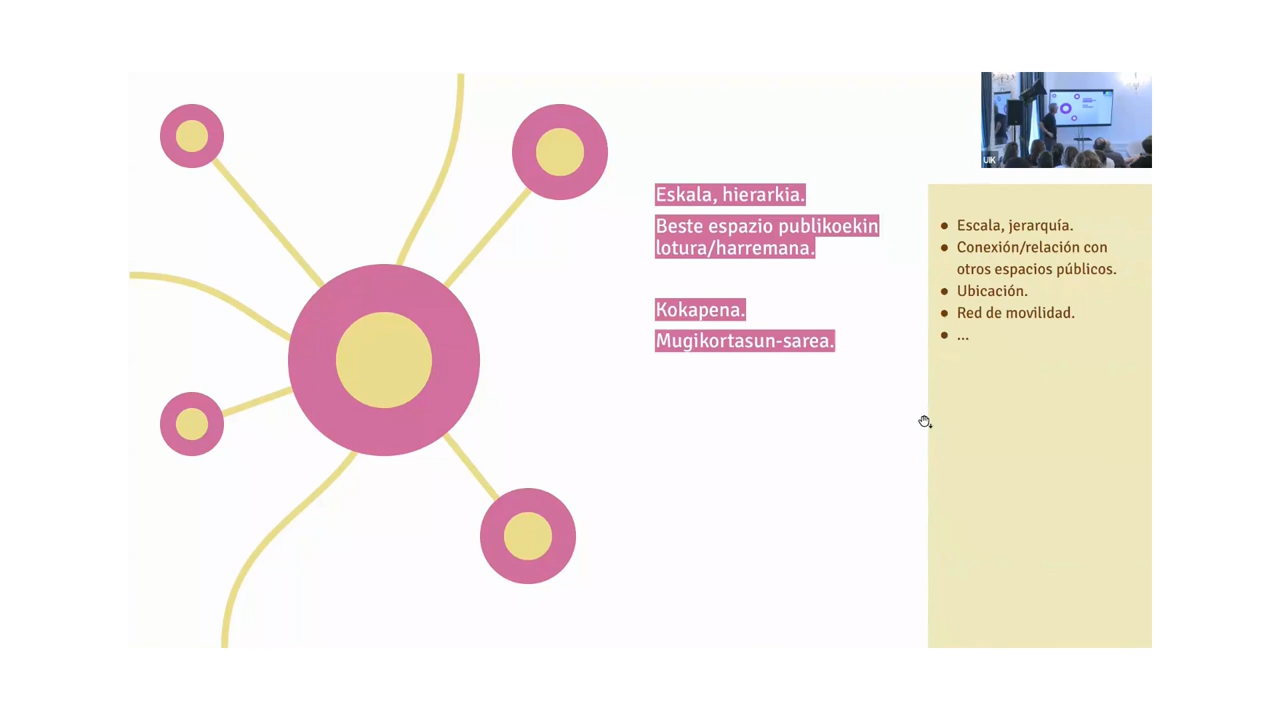 UIK
Eskala, hierarkia.
Beste espazio publikoekin
lotura/harremana.
Kokapena.
Mugikortasun-sarea.
● Escala, jerarquía.
● Conexión/relación con
otros espacios públicos.
● Ubicación.
● Red de movilidad.
● ...